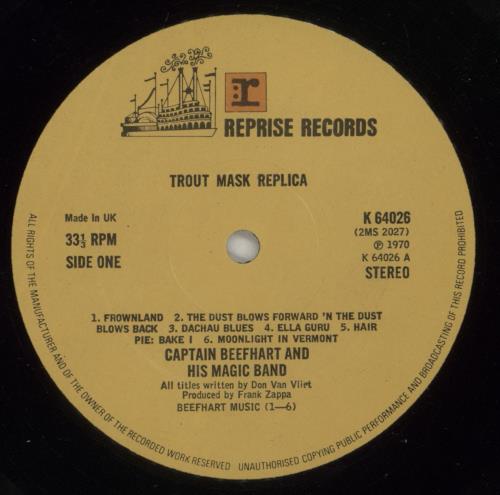 r
REPRISE RECORDS
TROUT MASK REPLICA
Made In UK
33⅓ RPM
SIDE ONE
K 64026
(2MS 2027)
℗ 1970
K 64026 A
STEREO
1. FROWNLAND 2. THE DUST BLOWS FORWARD 'N THE DUST
BLOWS BACK 3. DACHAU BLUES 4. ELLA GURU 5. HAIR
PIE: BAKE I 6. MOONLIGHT IN VERMONT
CAPTAIN BEEFHART AND
HIS MAGIC BAND
All titles written by Don Van Vliet
Produced by Frank Zappa
BEEFHART MUSIC (1—6)
ALL RIGHTS OF THE MANUFACTURER AND OF THE OWNER OF THE RECORDED WORK RESERVED UNAUTHORISED COPYING PUBLIC PERFORMANCE AND BROADCASTING OF THIS RECORD PROHIBITED